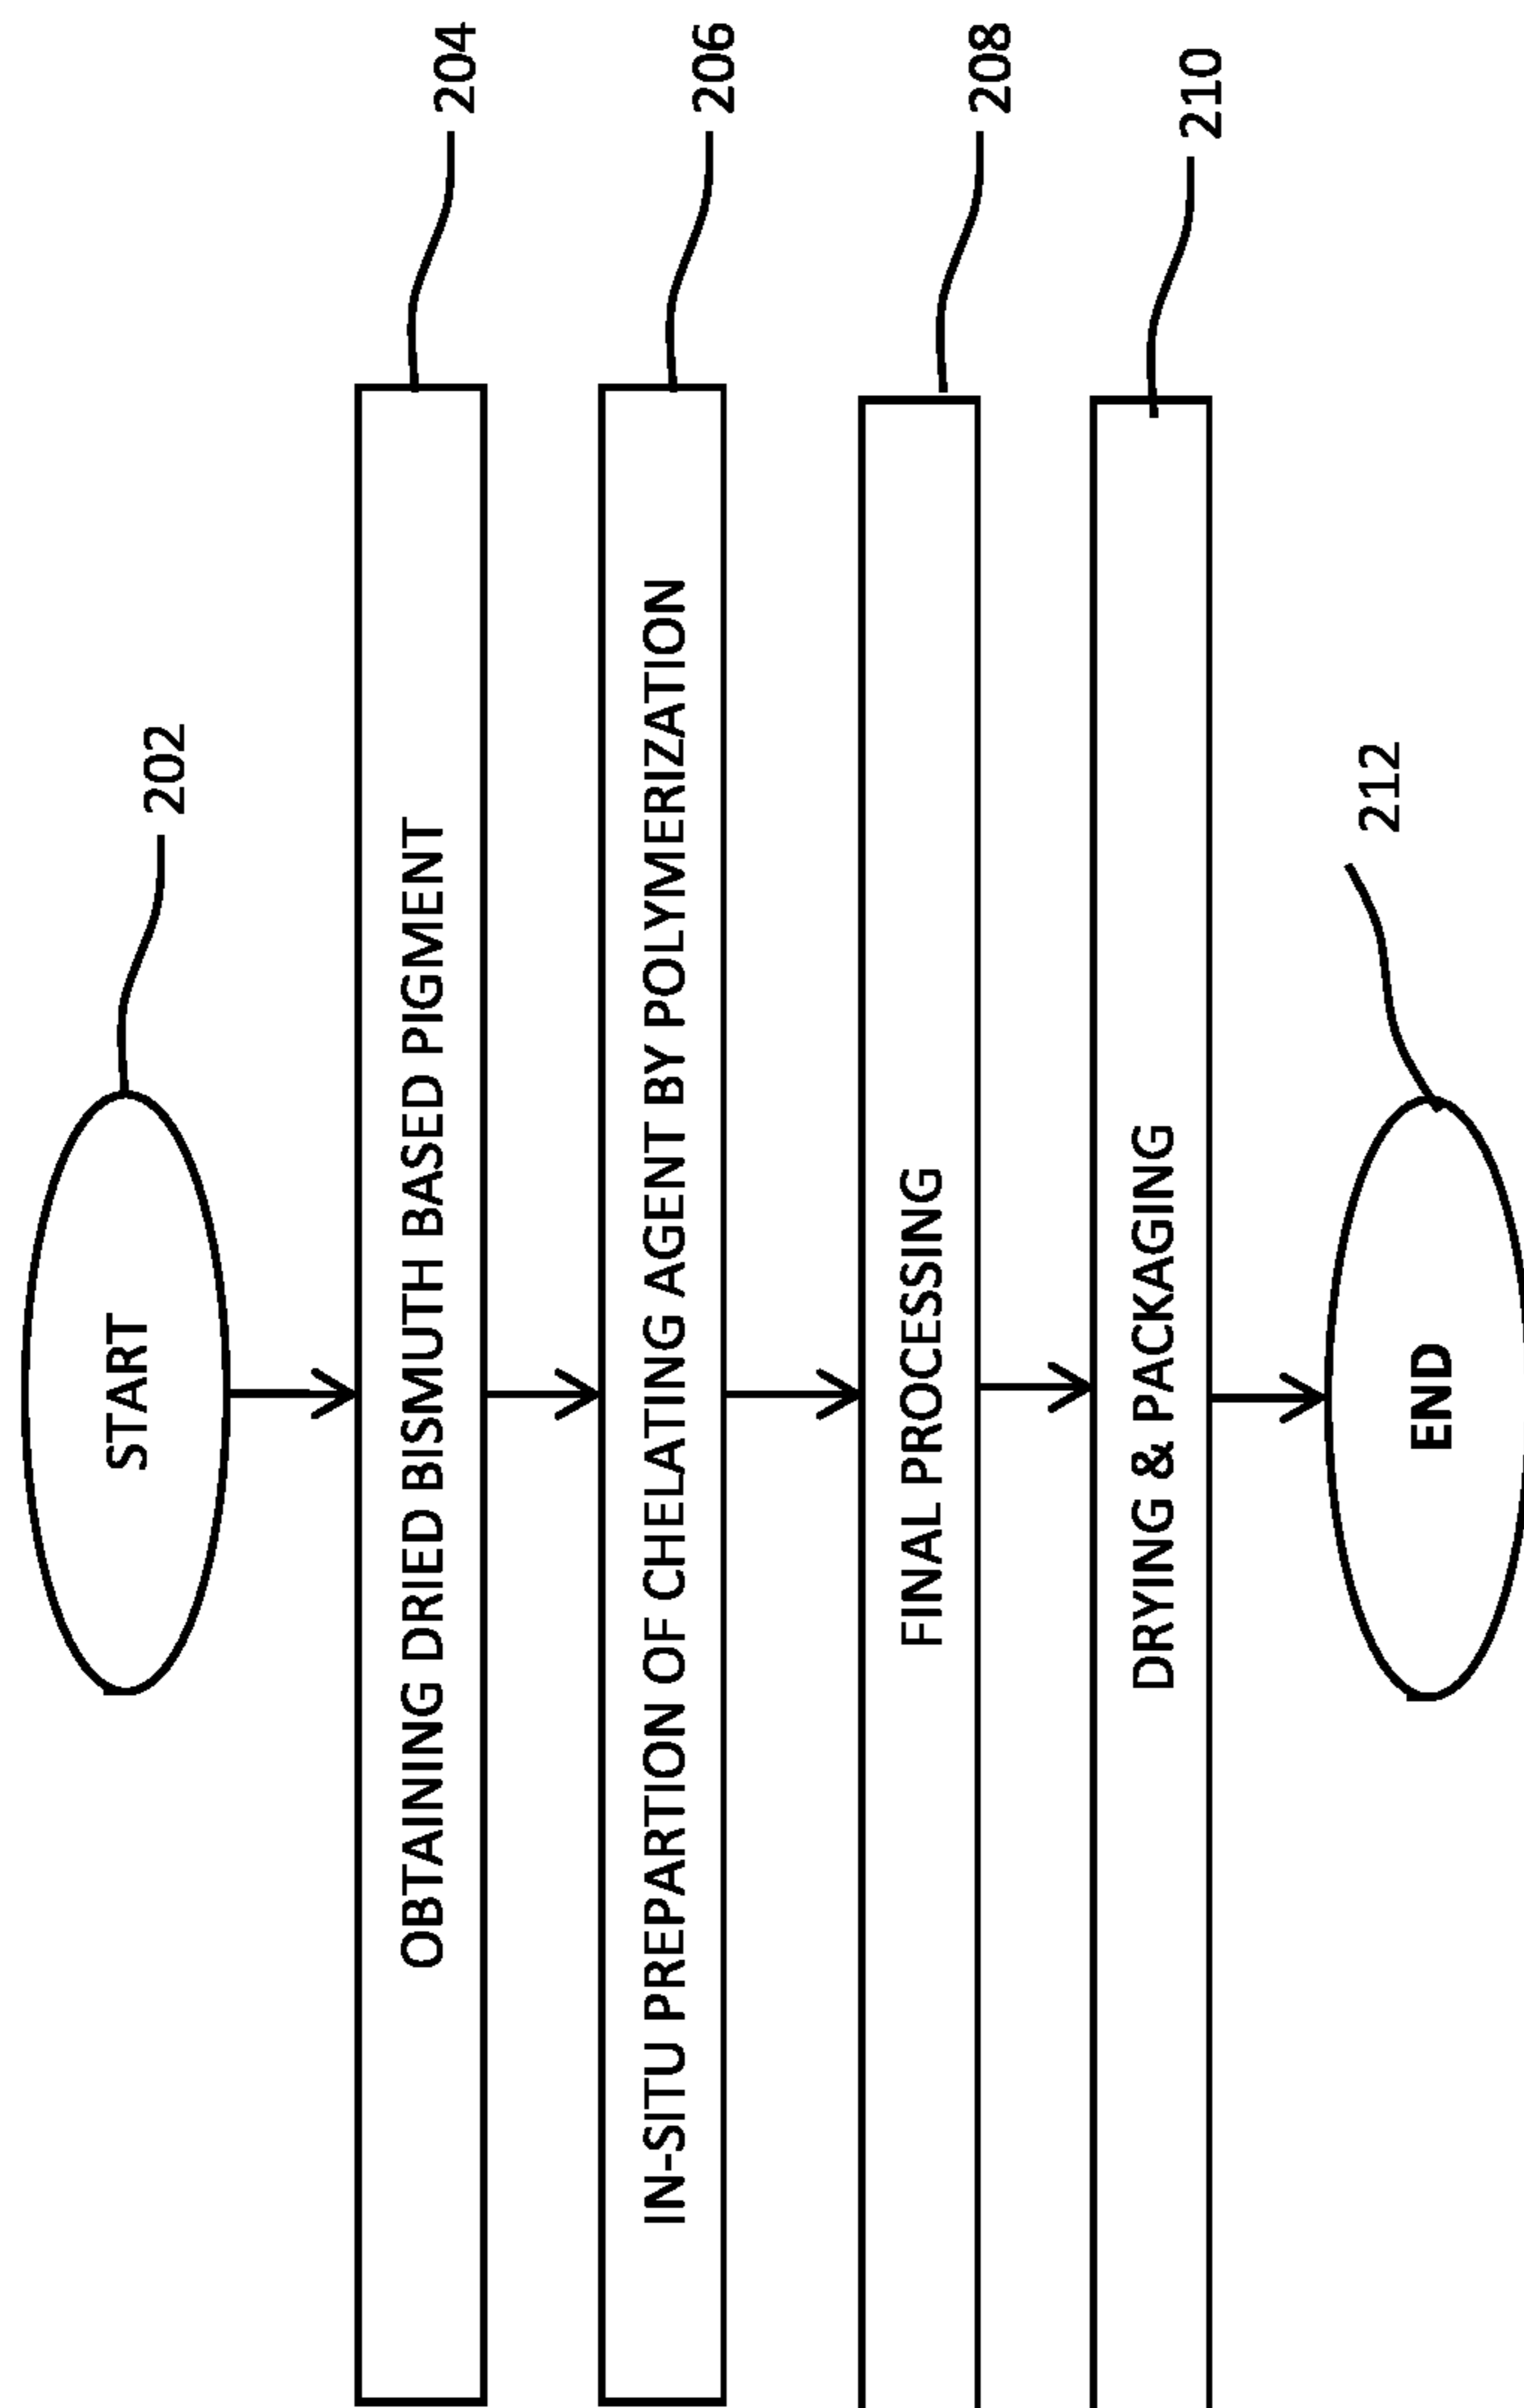 START
202
OBTAINING DRIED BISMUTH BASED PIGMENT
204
IN-SITU PREPARTION OF CHELATING AGENT BY POLYMERIZATION
206
FINAL PROCESSING
208
DRYING & PACKAGING
210
END
212